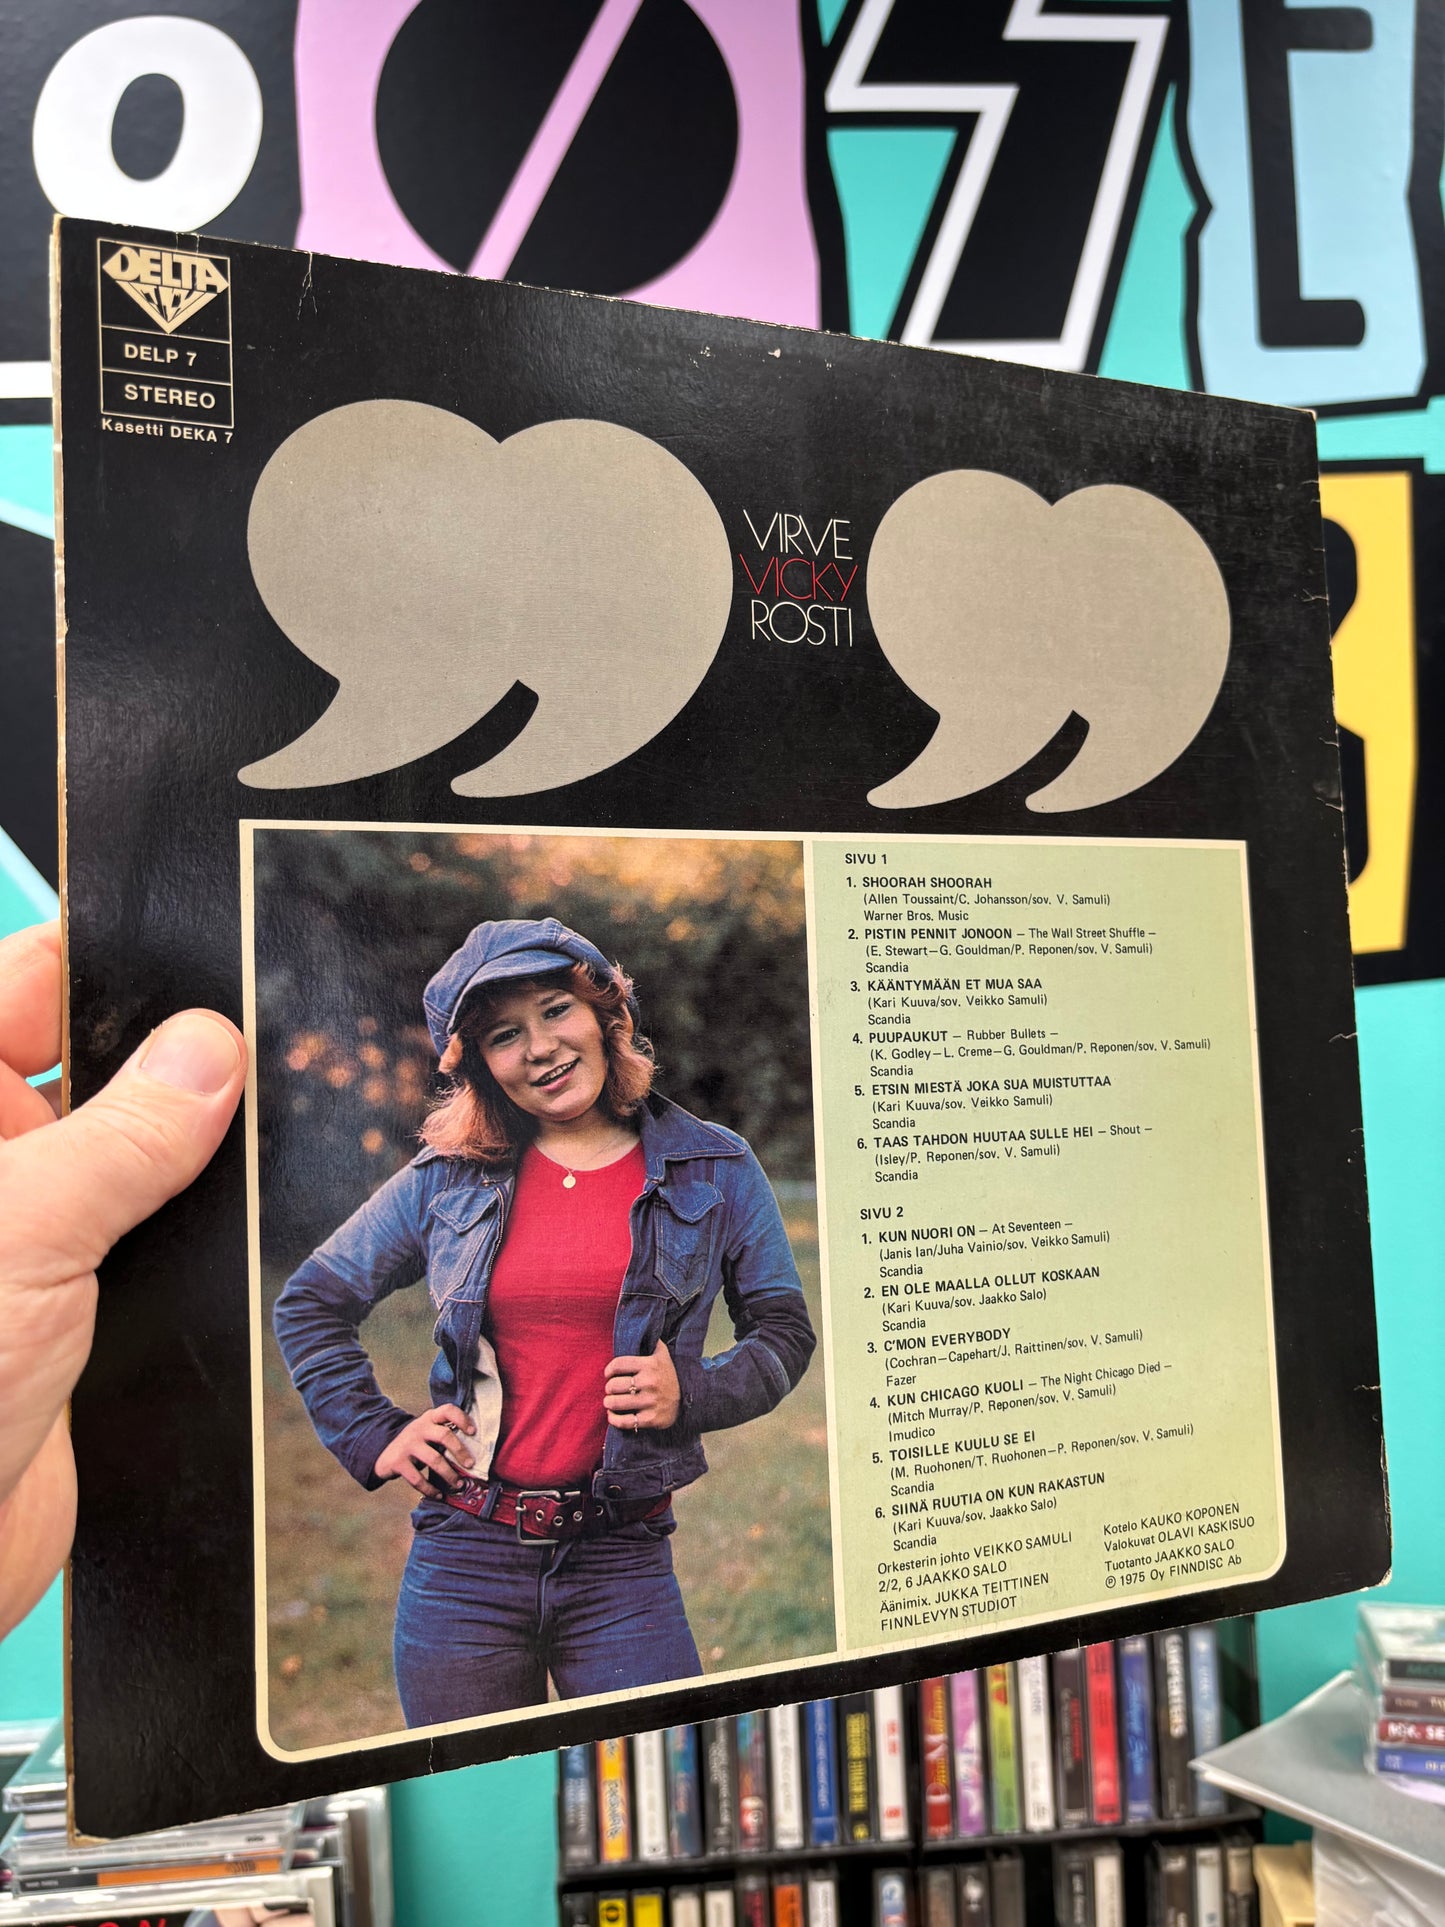 DELTA
DELP 7
STEREO
Kasetti DEKA 7
VIRVE
VICKY
ROSTI
SIVU 1
1. SHOORAH SHOORAH
(Allen Toussaint/C. Johansson/sov. V. Samuli)
Warner Bros. Music
2. PISTIN PENNIT JONOON – The Wall Street Shuffle –
(E. Stewart–G. Gouldman/P. Reponen/sov. V. Samuli)
Scandia
3. KÄÄNTYMÄÄN ET MUA SAA
(Kari Kuuva/sov. Veikko Samuli)
Scandia
4. PUUPAUKUT – Rubber Bullets –
(K. Godley–L. Creme–G. Gouldman/P. Reponen/sov. V. Samuli)
Scandia
5. ETSIN MIESTÄ JOKA SUA MUISTUTTAA
(Kari Kuuva/sov. Veikko Samuli)
Scandia
6. TAAS TAHDON HUUTAA SULLE HEI – Shout –
(Isley/P. Reponen/sov. V. Samuli)
Scandia
SIVU 2
1. KUN NUORI ON – At Seventeen –
(Janis Ian/Juha Vainio/sov. Veikko Samuli)
Scandia
2. EN OLE MAALLA OLLUT KOSKAAN
(Kari Kuuva/sov. Jaakko Salo)
Scandia
3. C'MON EVERYBODY
(Cochran–Capehart/J. Raittinen/sov. V. Samuli)
Fazer
4. KUN CHICAGO KUOLI – The Night Chicago Died –
(Mitch Murray/P. Reponen/sov. V. Samuli)
Imudico
5. TOISILLE KUULU SE EI
(M. Ruohonen/T. Ruohonen–P. Reponen/sov. V. Samuli)
Scandia
6. SIINÄ RUUTIA ON KUN RAKASTUN
(Kari Kuuva/sov. Jaakko Salo)
Scandia
Orkesterin johto VEIKKO SAMULI
2/2, 6 JAAKKO SALO
Äänimix. JUKKA TEITTINEN
FINNLEVYN STUDIOT
Kotelo KAUKO KOPONEN
Valokuvat OLAVI KASKISUO
Tuotanto JAAKKO SALO
℗ 1975 Oy FINNDISC Ab